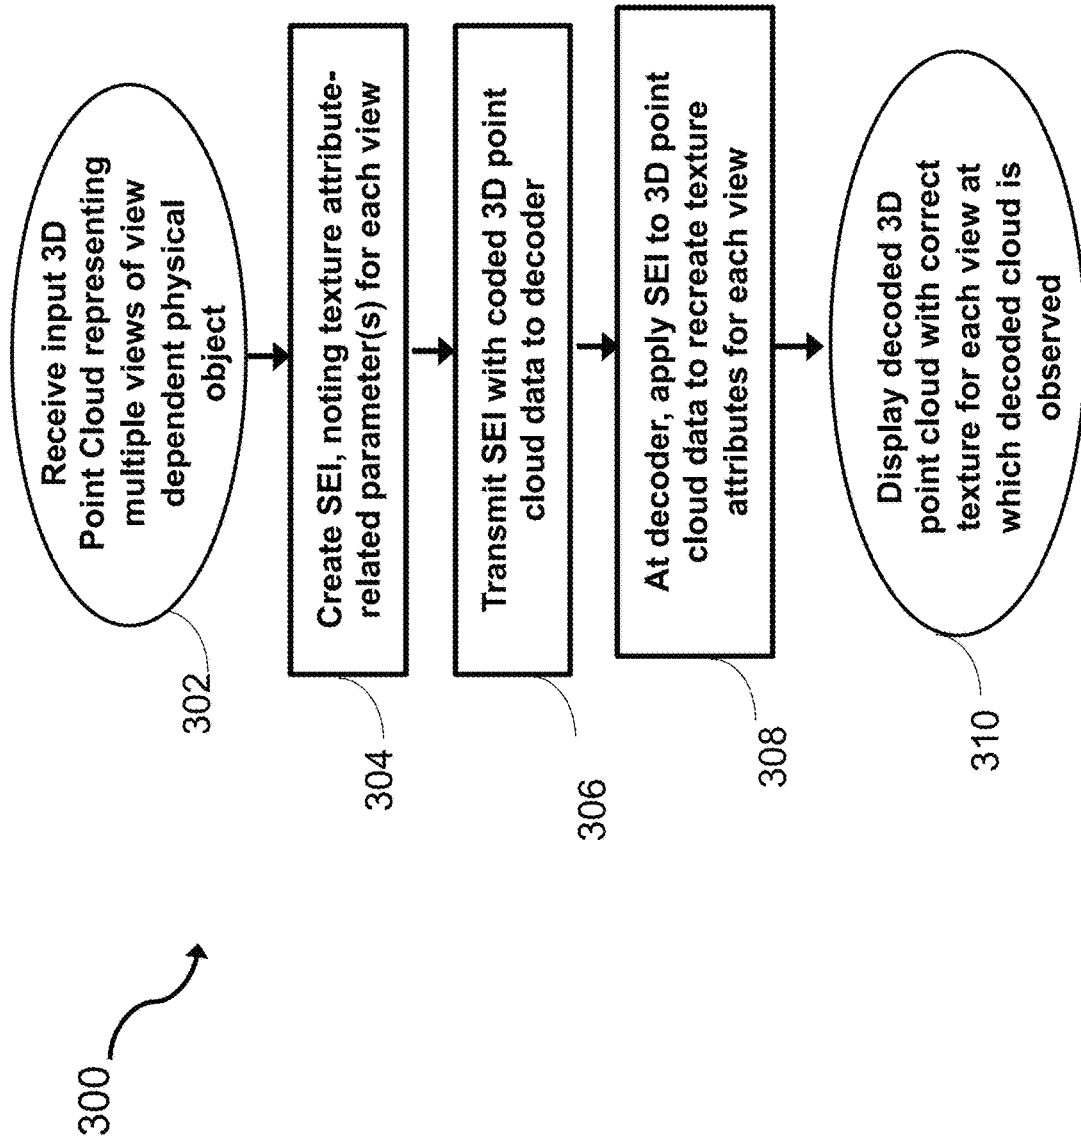 300
302
Receive input 3D
Point Cloud representing
multiple views of view
dependent physical
object
304
Create SEI, noting texture attribute-
related parameter(s) for each view
306
Transmit SEI with coded 3D point
cloud data to decoder
308
At decoder, apply SEI to 3D point
cloud data to recreate texture
attributes for each view
310
Display decoded 3D
point cloud with correct
texture for each view at
which decoded cloud is
observed